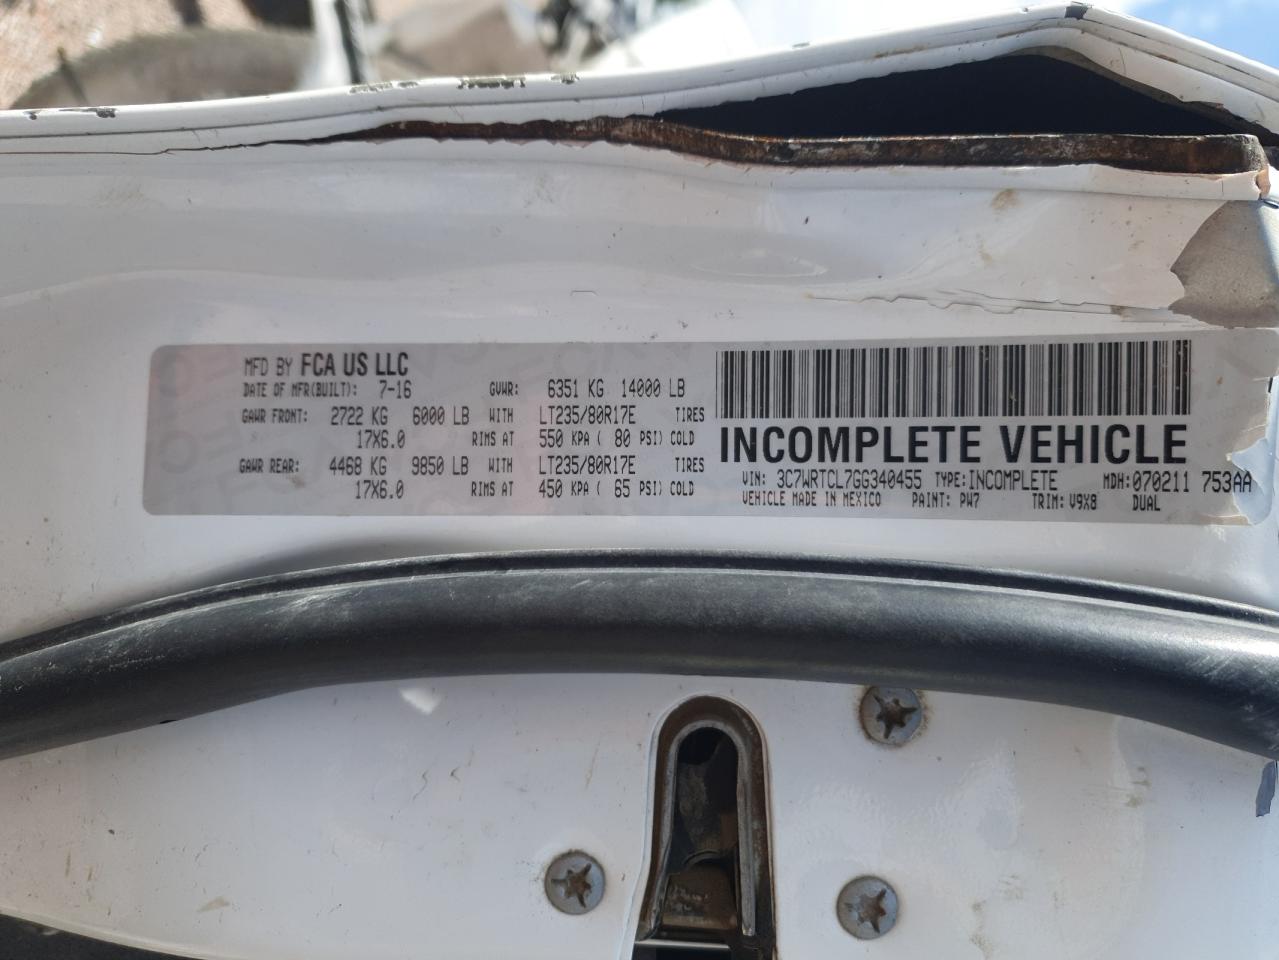 MFD BY FCA US LLC
DATE OF MFR(BUILT): 7-16 GVWR: 6351 KG 14000 LB
GAWR FRONT: 2722 KG 6000 LB WITH LT235/80R17E TIRES
17X6.0 RIMS AT 550 KPA ( 80 PSI) COLD
GAWR REAR: 4468 KG 9850 LB WITH LT235/80R17E TIRES
17X6.0 RIMS AT 450 KPA ( 65 PSI) COLD
INCOMPLETE VEHICLE
VIN: 3C7WRTCL7GG340455 TYPE: INCOMPLETE MDH: 070211 753AA
VEHICLE MADE IN MEXICO PAINT: PW7 TRIM: V9X8 DUAL